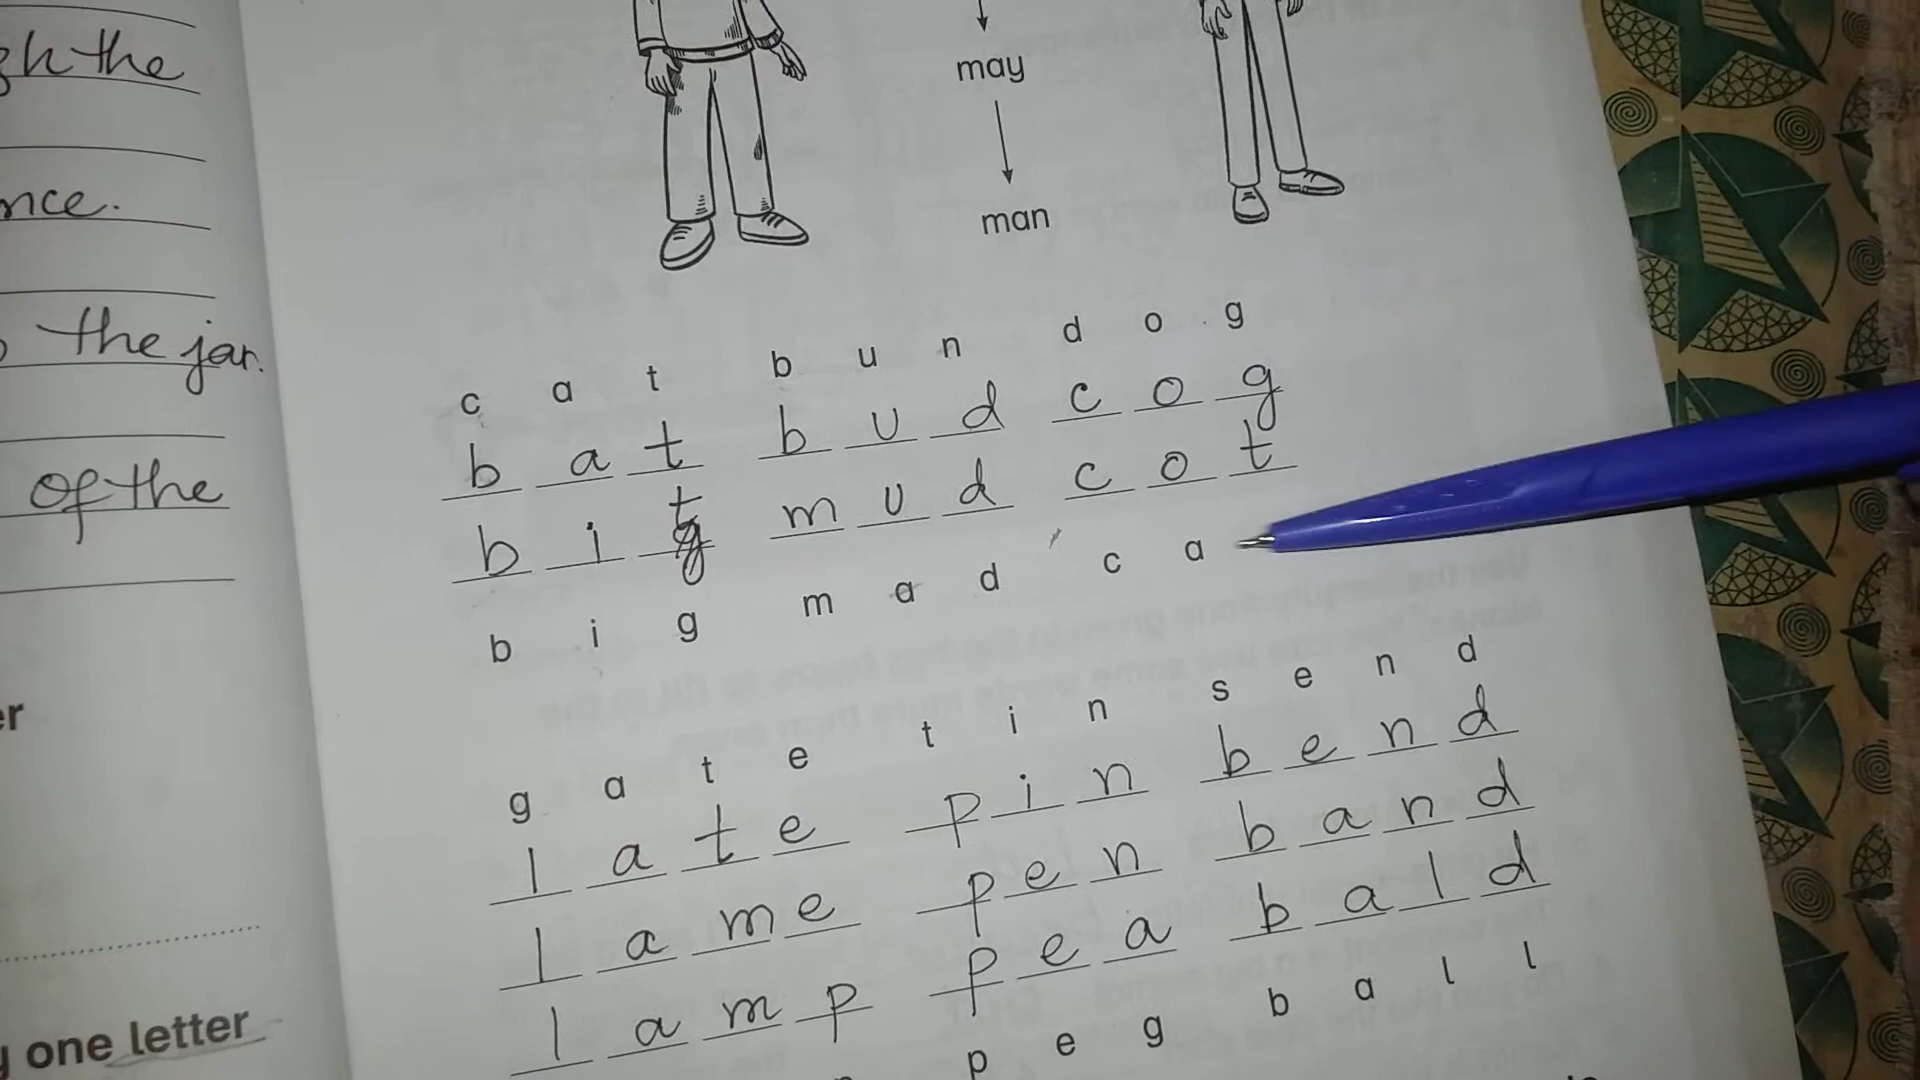 gh the
nce.
the jar.
of the
er
one letter
may
man
c a t b u n d o g
b a t b u d c o g
b i t m u d c o t
b i g m a d c a
g a t e t i n s e n d
l a t e p i n b e n d
l a m e p e n b a n d
l a m p p e a b a l d
p e g b a l l